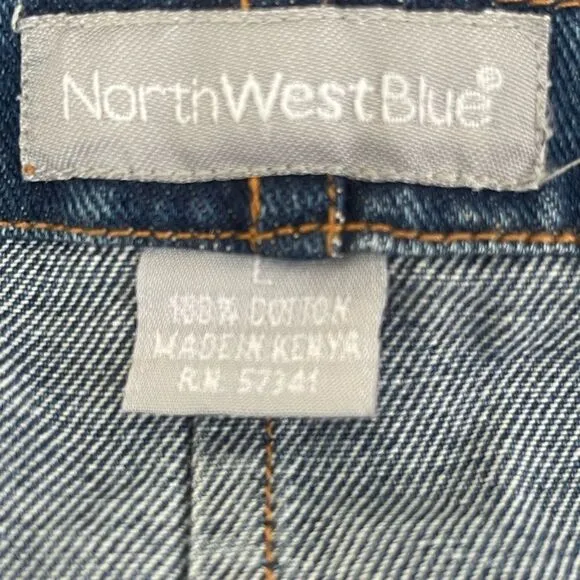 NorthWestBlue®
L
100% COTTON
MADE IN KENYA
RN 57341